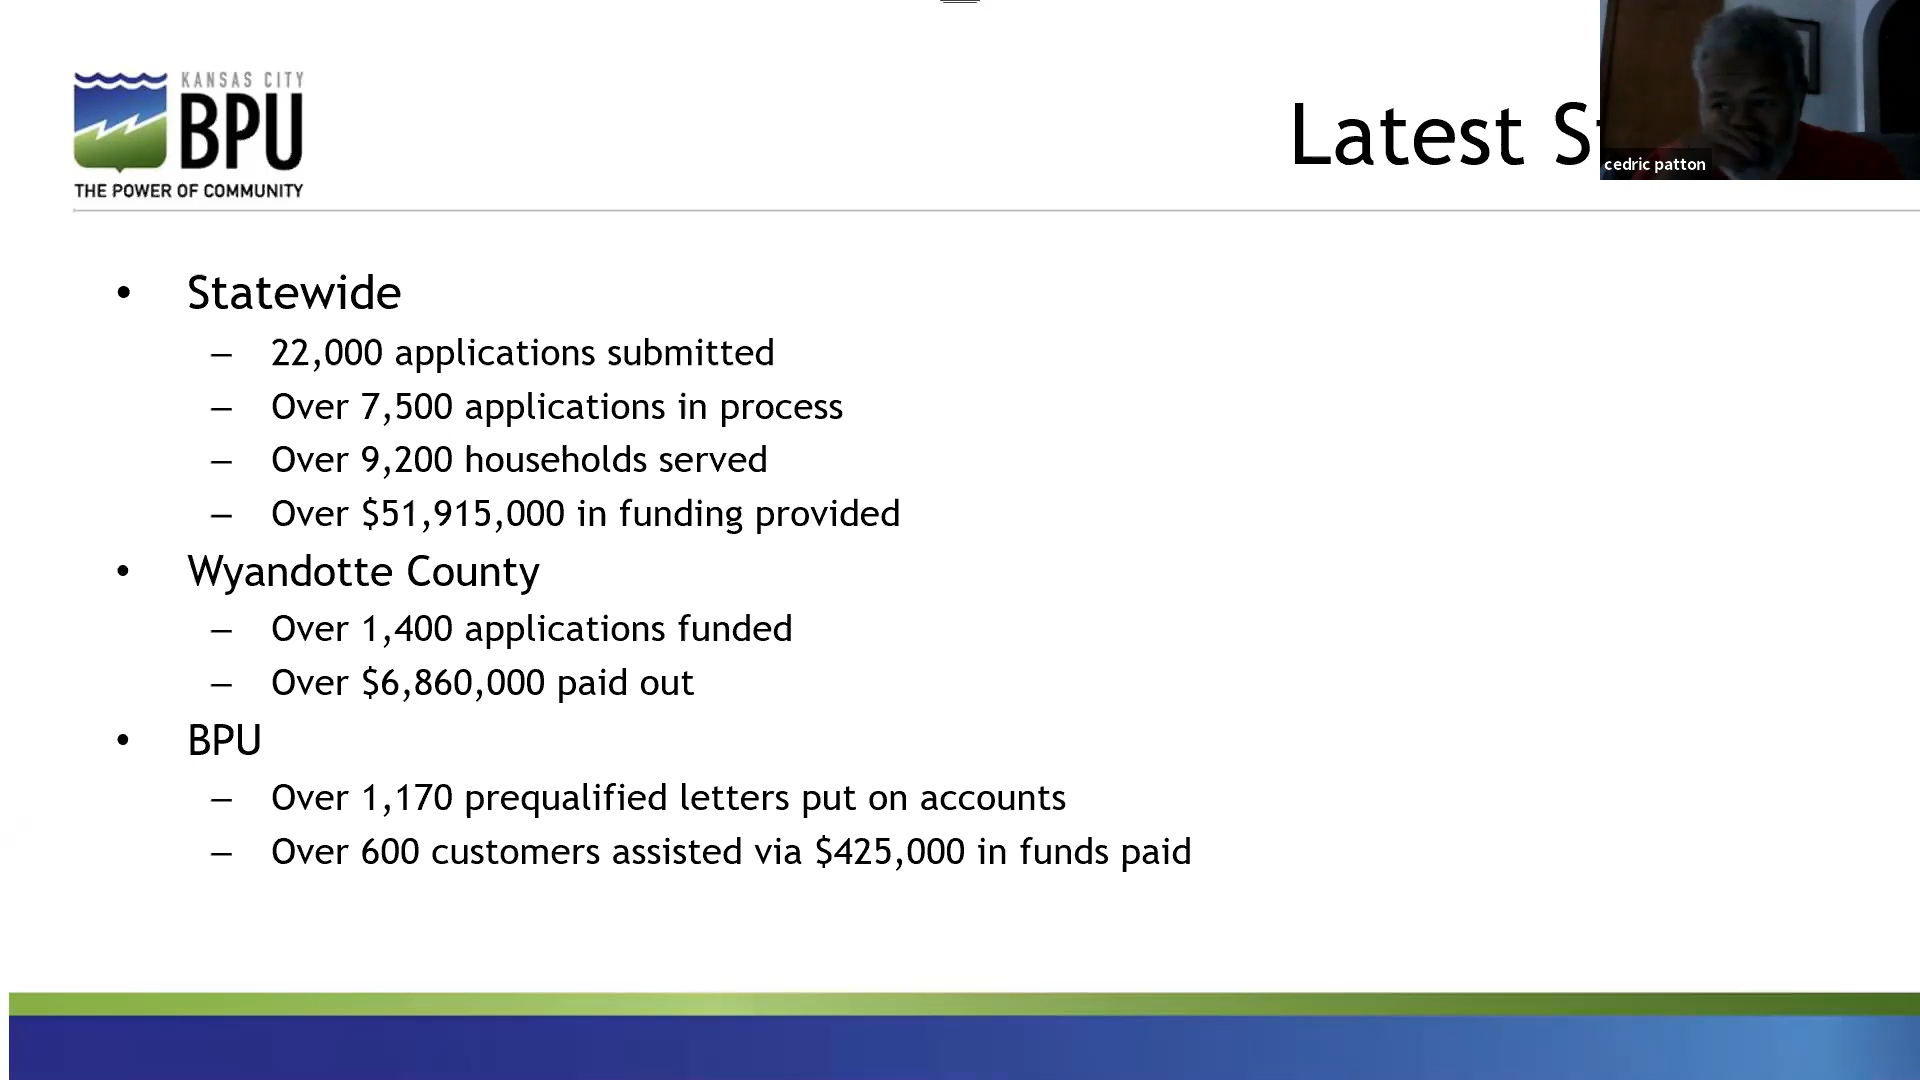 KANSAS CITY
BPU
THE POWER OF COMMUNITY
Latest
cedric patton
• Statewide
– 22,000 applications submitted
– Over 7,500 applications in process
– Over 9,200 households served
– Over $51,915,000 in funding provided
• Wyandotte County
– Over 1,400 applications funded
– Over $6,860,000 paid out
• BPU
– Over 1,170 prequalified letters put on accounts
– Over 600 customers assisted via $425,000 in funds paid